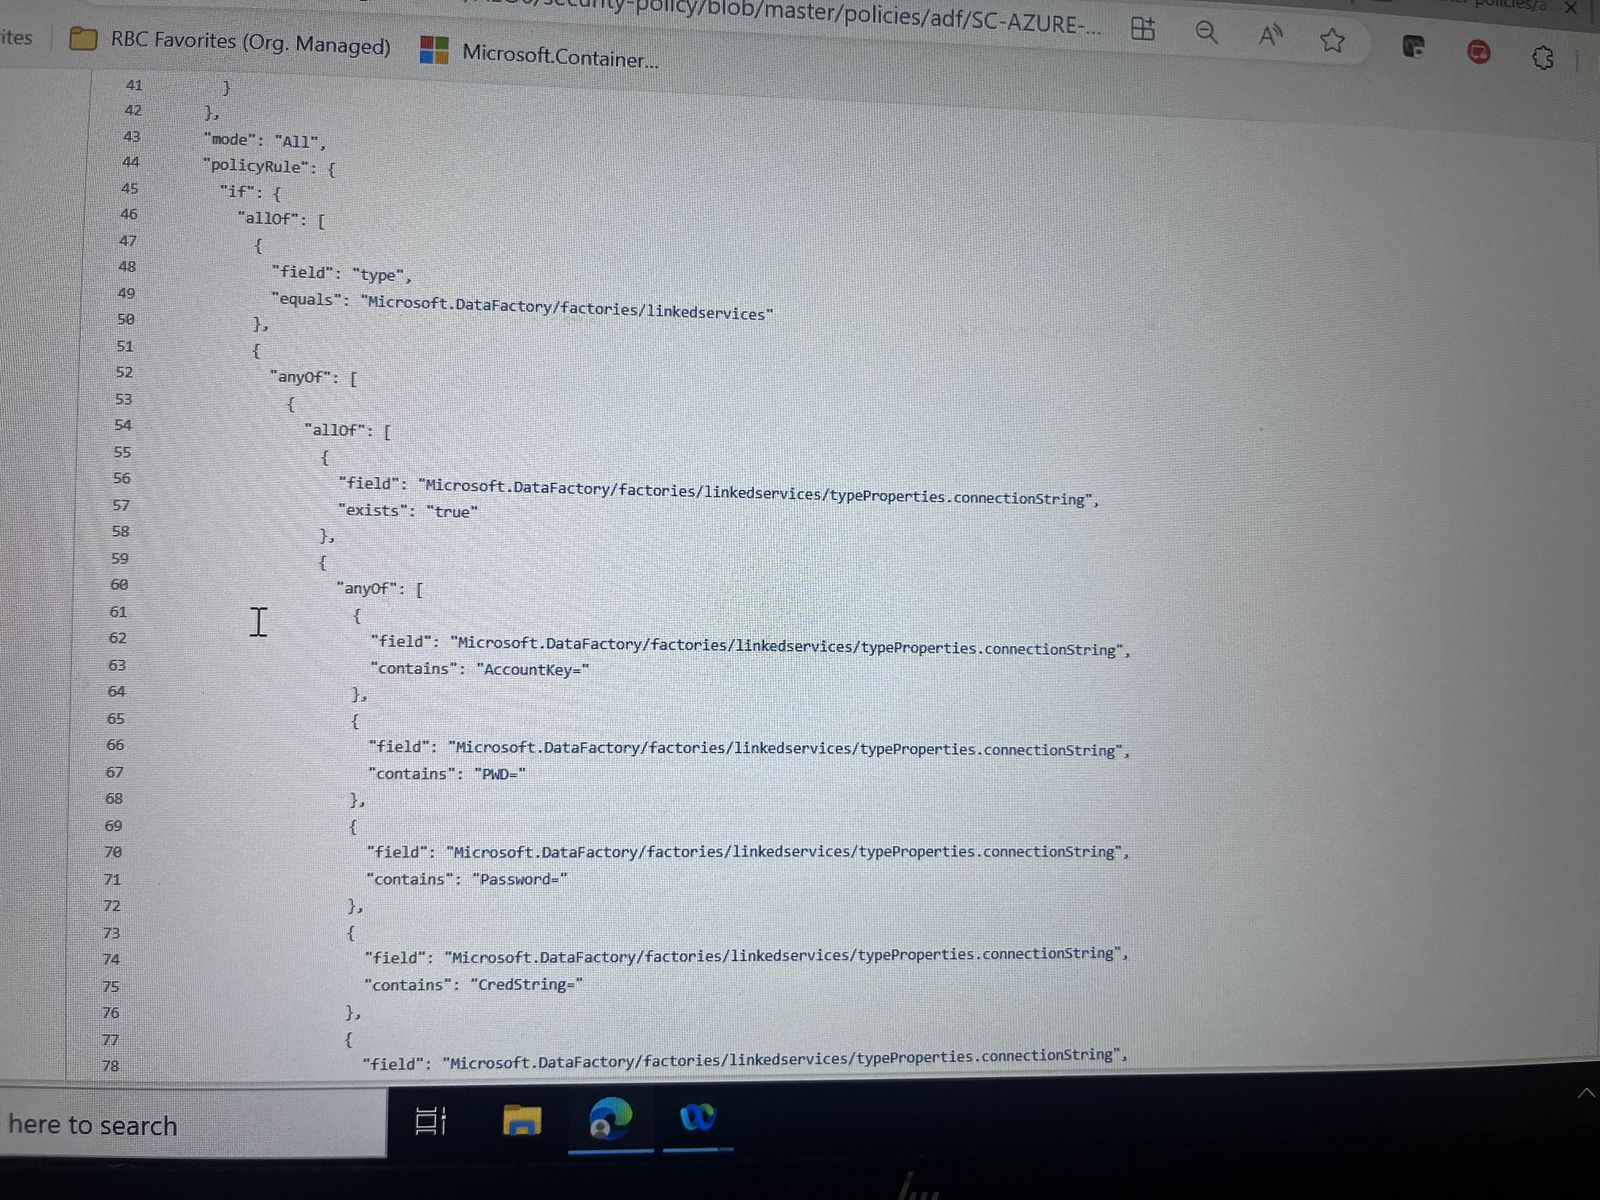 security-policy/blob/master/policies/adf/SC-AZURE-...
ites
RBC Favorites (Org. Managed)
Microsoft.Container...
41 }
42 },
43 "mode": "All",
44 "policyRule": {
45 "if": {
46 "allOf": [
47 {
48 "field": "type",
49 "equals": "Microsoft.DataFactory/factories/linkedservices"
50 },
51 {
52 "anyOf": [
53 {
54 "allOf": [
55 {
56 "field": "Microsoft.DataFactory/factories/linkedservices/typeProperties.connectionString",
57 "exists": "true"
58 },
59 {
60 "anyOf": [
61 {
62 "field": "Microsoft.DataFactory/factories/linkedservices/typeProperties.connectionString",
63 "contains": "AccountKey="
64 },
65 {
66 "field": "Microsoft.DataFactory/factories/linkedservices/typeProperties.connectionString",
67 "contains": "PWD="
68 },
69 {
70 "field": "Microsoft.DataFactory/factories/linkedservices/typeProperties.connectionString",
71 "contains": "Password="
72 },
73 {
74 "field": "Microsoft.DataFactory/factories/linkedservices/typeProperties.connectionString",
75 "contains": "CredString="
76 },
77 {
78 "field": "Microsoft.DataFactory/factories/linkedservices/typeProperties.connectionString",
here to search